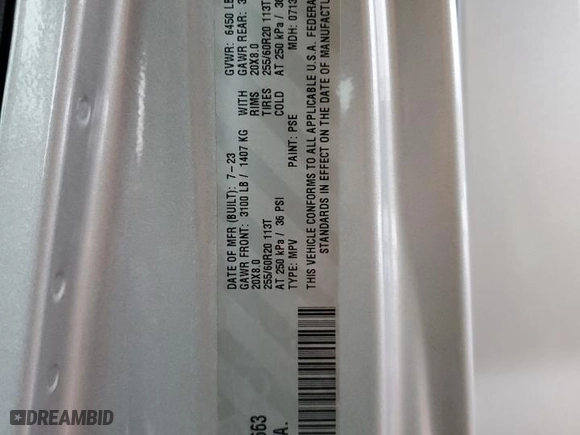 DATE OF MFR (BUILT): 7-23 GVWR: 6450 LB
GAWR FRONT: 3100 LB / 1407 KG WITH GAWR REAR: 3
20X8.0 RIMS 20X8.0
255/60R20 113T TIRES 255/60R20 113T
AT 250 kPa / 36 PSI COLD AT 250 kPa / 36
TYPE: MPV PAINT: PSE MDH: 0713
THIS VEHICLE CONFORMS TO ALL APPLICABLE U.S.A. FEDERA
STANDARDS IN EFFECT ON THE DATE OF MANUFACTU
663
A.
DREAMBID